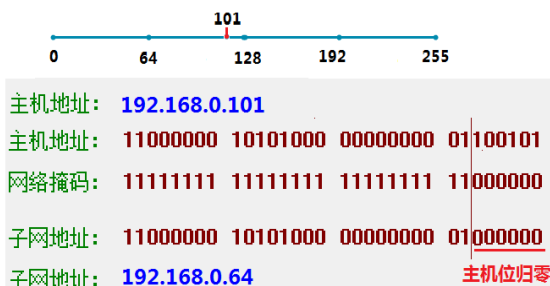 101
0 64 128 192 255
主机地址: 192.168.0.101
主机地址: 11000000 10101000 00000000 01100101
网络掩码: 11111111 11111111 11111111 11000000
子网地址: 11000000 10101000 00000000 01000000
子网地址: 192.168.0.64
主机位归零